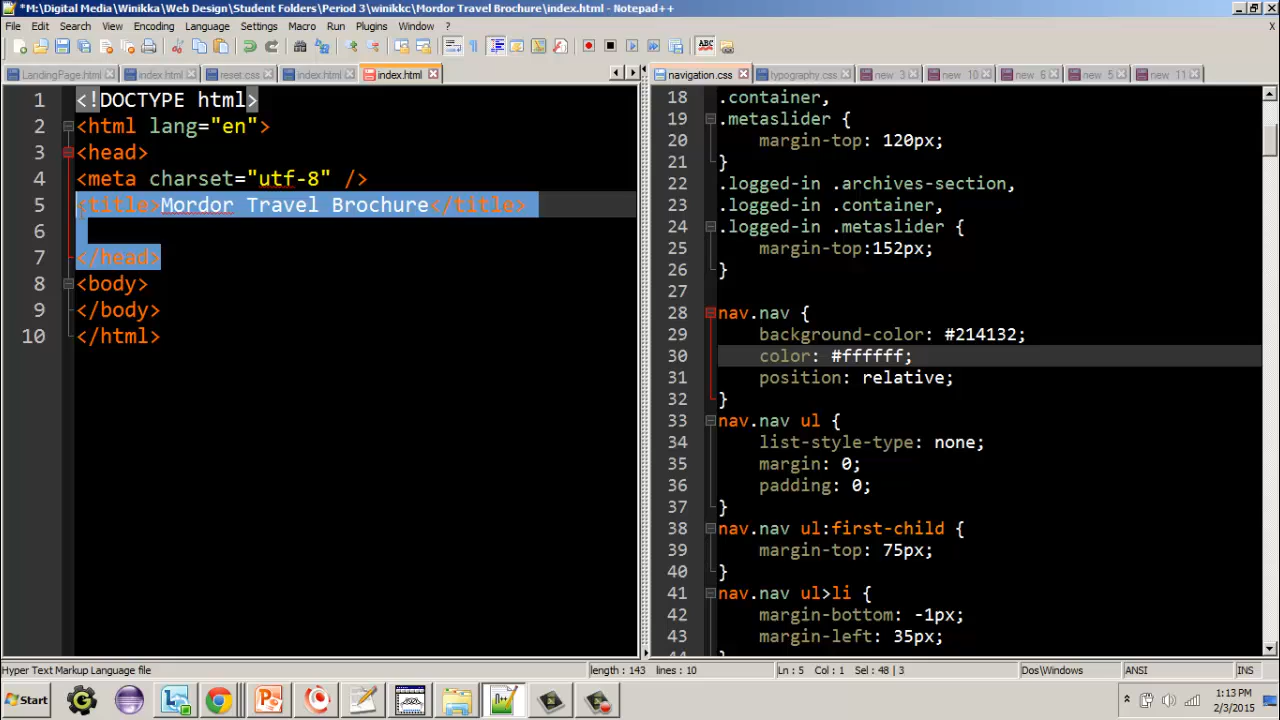 *M:\Digital Media\Winikka\Web Design\Student Folders\Period 3\winikkc\Mordor Travel Brochure\index.html - Notepad++
File Edit Search View Encoding Language Settings Macro Run Plugins Window ?
X
LandingPage.html index.html reset.css index.html index.html
navigation.css typography.css new 3 new 10 new 6 new 5 new 11
1 <!DOCTYPE html>
2 <html lang="en">
3 <head>
4 <meta charset="utf-8" />
5 <title>Mordor Travel Brochure</title>
6
7 </head>
8 <body>
9 </body>
10 </html>
18 .container,
19 .metaslider {
20 margin-top: 120px;
21 }
22 .logged-in .archives-section,
23 .logged-in .container,
24 .logged-in .metaslider {
25 margin-top:152px;
26 }
27
28 nav.nav {
29 background-color: #214132;
30 color: #ffffff;
31 position: relative;
32 }
33 nav.nav ul {
34 list-style-type: none;
35 margin: 0;
36 padding: 0;
37 }
38 nav.nav ul:first-child {
39 margin-top: 75px;
40 }
41 nav.nav ul>li {
42 margin-bottom: -1px;
43 margin-left: 35px;
Hyper Text Markup Language file length : 143 lines : 10 Ln : 5 Col : 1 Sel : 48 | 3 Dos\Windows ANSI INS
Start
1:13 PM
2/3/2015